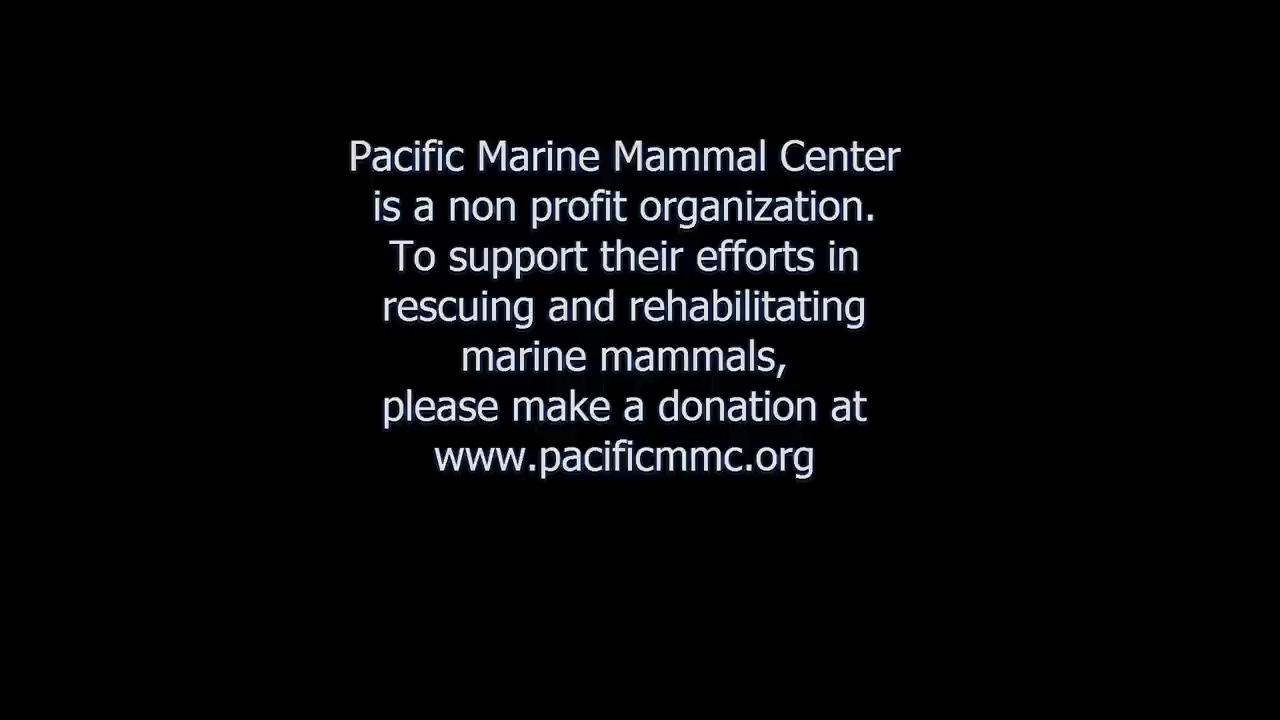 Pacific Marine Mammal Center
is a non profit organization.
To support their efforts in
rescuing and rehabilitating
marine mammals,
please make a donation at
www.pacificmmc.org